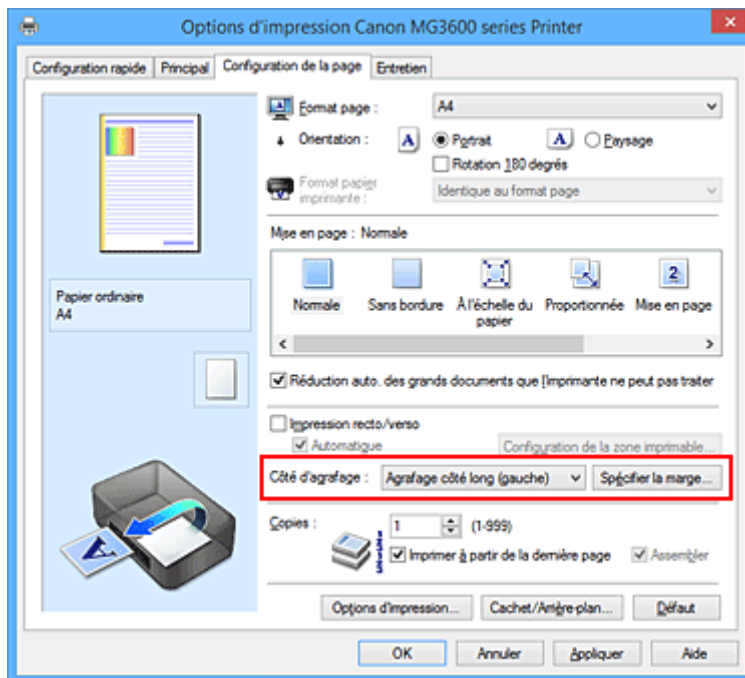 Options d'impression Canon MG3600 series Printer
Configuration rapide Principal Configuration de la page Entretien
Format page : A4
Orientation : A Portrait A Paysage
Rotation 180 degrés
Format papier imprimante : Identique au format page
Mise en page : Normale
Normale Sans bordure À l'échelle du papier Proportionnée 2 Mise en page
Papier ordinaire
A4
Réduction auto. des grands documents que l'imprimante ne peut pas traiter
Impression recto/verso
Automatique Configuration de la zone imprimable...
Côté d'agrafage : Agrafage côté long (gauche) Spécifier la marge...
Copies : 1 (1-999)
Imprimer à partir de la dernière page Assembler
Options d'impression... Cachet/Arrière-plan... Défaut
OK Annuler Appliquer Aide